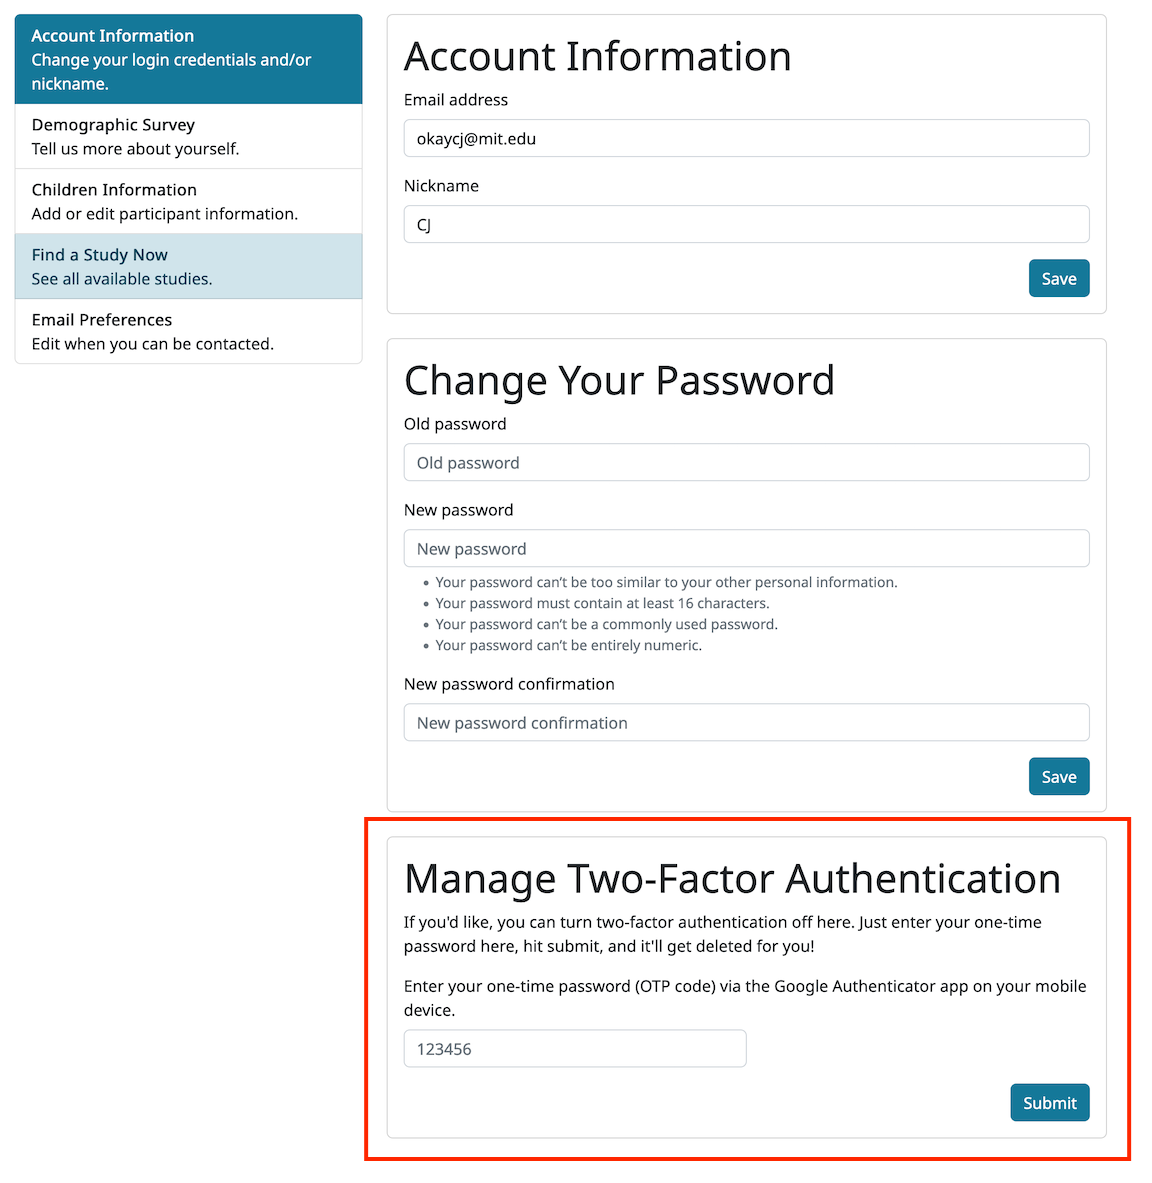 Account Information
Change your login credentials and/or
nickname.
Demographic Survey
Tell us more about yourself.
Children Information
Add or edit participant information.
Find a Study Now
See all available studies.
Email Preferences
Edit when you can be contacted.
Account Information
Email address
okaycj@mit.edu
Nickname
CJ
Save
Change Your Password
Old password
Old password
New password
New password
• Your password can’t be too similar to your other personal information.
• Your password must contain at least 16 characters.
• Your password can’t be a commonly used password.
• Your password can’t be entirely numeric.
New password confirmation
New password confirmation
Save
Manage Two-Factor Authentication
If you'd like, you can turn two-factor authentication off here. Just enter your one-time
password here, hit submit, and it'll get deleted for you!
Enter your one-time password (OTP code) via the Google Authenticator app on your mobile
device.
123456
Submit